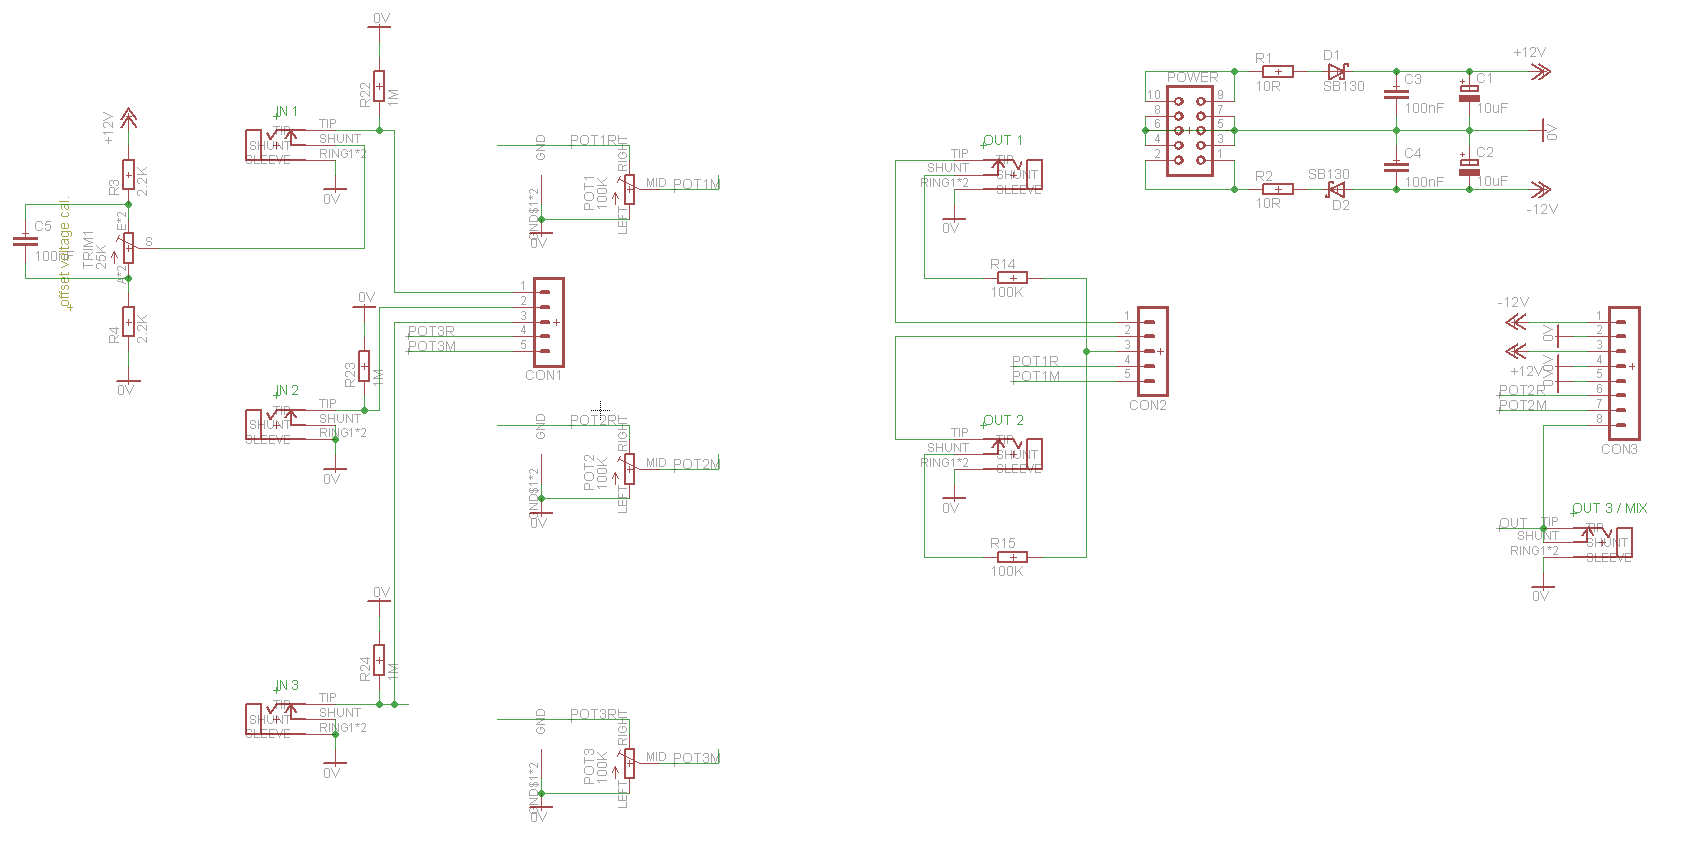 0V
R22
1M
IN 1
TIP
TIP
SHUNT
SHUNT
RING1*2
SLEEVE
0V
+12V
R3
2.2K
offset voltage cal.
C5
100n
E*2
TRIM1
25K
S
A*2
R4
2.2K
0V
0V
R23
1M
IN 2
TIP
TIP
SHUNT
SHUNT
RING1*2
SLEEVE
0V
0V
R24
1M
IN 3
TIP
TIP
SHUNT
SHUNT
RING1*2
SLEEVE
0V
1
2
3
POT3R
4
POT3M
5
CON1
GND
POT1R
RIGHT
GND$1*2
POT1
100K
MID
POT1M
LEFT
0V
GND
POT2R
RIGHT
GND$1*2
POT2
100K
MID
POT2M
LEFT
0V
GND
POT3R
RIGHT
GND$1*2
POT3
100K
MID
POT3M
LEFT
0V
OUT 1
TIP
TIP
SHUNT
SHUNT
RING1*2
SLEEVE
0V
R14
100K
1
2
3
POT1R
4
POT1M
5
CON2
OUT 2
TIP
TIP
SHUNT
SHUNT
RING1*2
SLEEVE
0V
R15
100K
POWER
10
9
8
7
6
5
4
3
2
1
R1
10R
D1
SB130
C3
100nF
C1
10uF
+12V
0V
R2
10R
SB130
D2
C4
100nF
C2
10uF
-12V
-12V
1
0V
2
3
+12V
0V
4
0V
5
POT2R
6
POT2M
7
8
CON3
OUT 3 / MIX
OUT
TIP
TIP
SHUNT
SHUNT
RING1*2
SLEEVE
0V